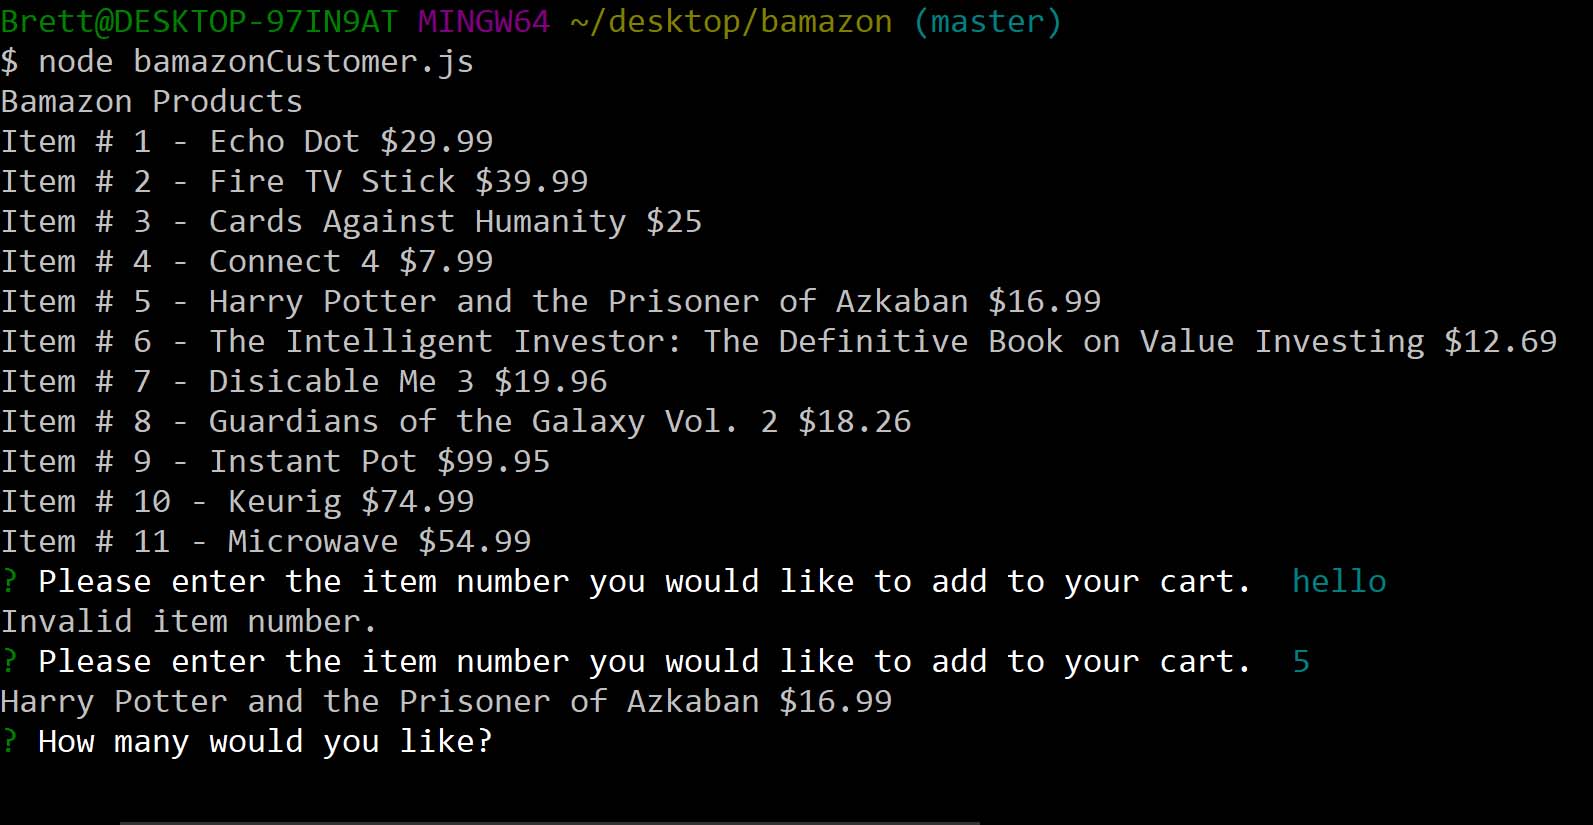 Brett@DESKTOP-97IN9AT MINGW64 ~/desktop/bamazon (master)
$ node bamazonCustomer.js
Bamazon Products
Item # 1 - Echo Dot $29.99
Item # 2 - Fire TV Stick $39.99
Item # 3 - Cards Against Humanity $25
Item # 4 - Connect 4 $7.99
Item # 5 - Harry Potter and the Prisoner of Azkaban $16.99
Item # 6 - The Intelligent Investor: The Definitive Book on Value Investing $12.69
Item # 7 - Disicable Me 3 $19.96
Item # 8 - Guardians of the Galaxy Vol. 2 $18.26
Item # 9 - Instant Pot $99.95
Item # 10 - Keurig $74.99
Item # 11 - Microwave $54.99
? Please enter the item number you would like to add to your cart.  hello
Invalid item number.
? Please enter the item number you would like to add to your cart.  5
Harry Potter and the Prisoner of Azkaban $16.99
? How many would you like?